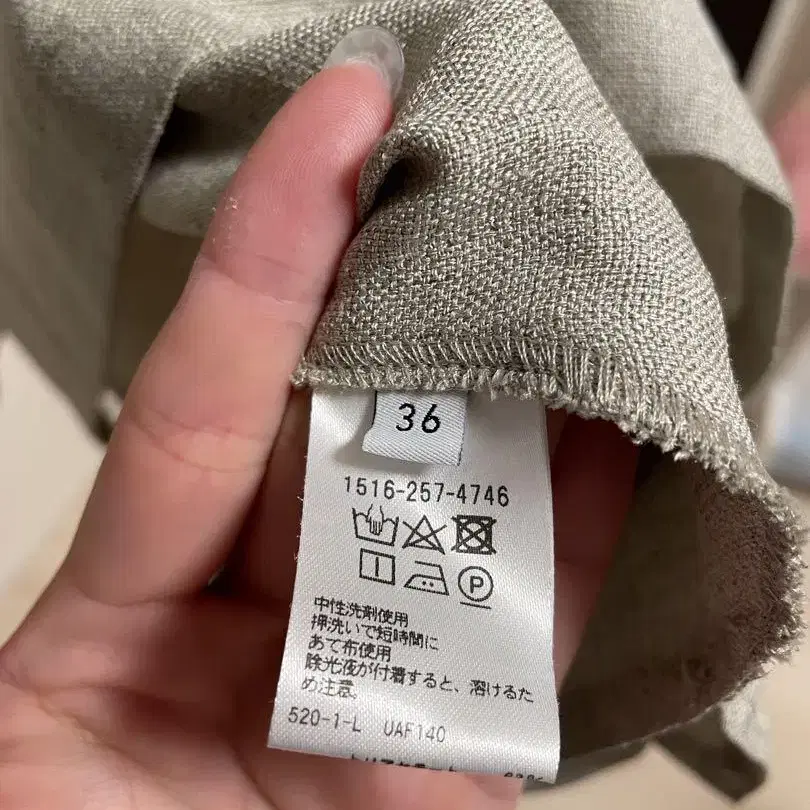 36
1516-257-4746
P
中性洗剤使用
押洗いで短時間に
あて布使用
除光液が付着すると、溶けるた
め注意。
520-1-L UAF140